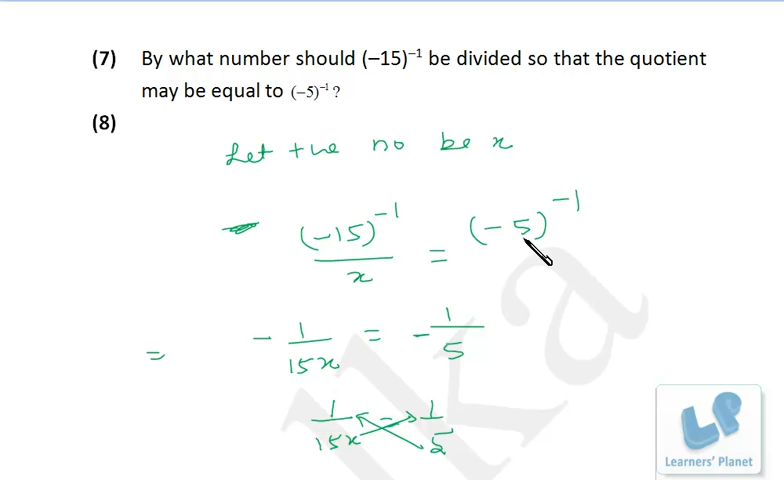 (7) By what number should (–15)⁻¹ be divided so that the quotient
may be equal to (–5)⁻¹ ?
(8)
Let the no be x
(-15)⁻¹ / x = (-5)⁻¹
= - 1/15x = - 1/5
1/15x = 1/5
lka
LP
Learners' Planet